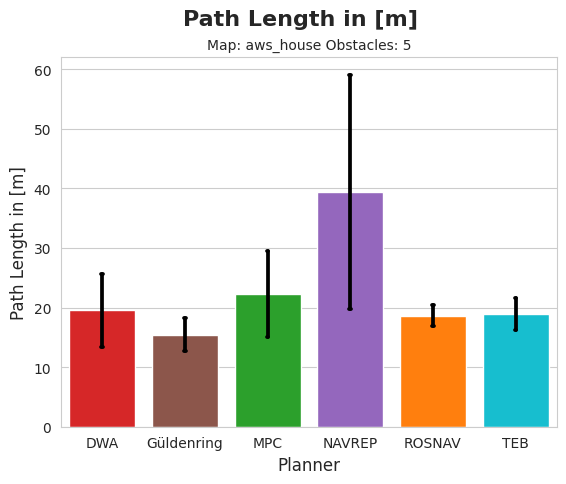 Path Length in [m]
Map: aws_house Obstacles: 5
Path Length in [m]
60
50
40
30
20
10
0
DWA Güldenring MPC NAVREP ROSNAV TEB
Planner